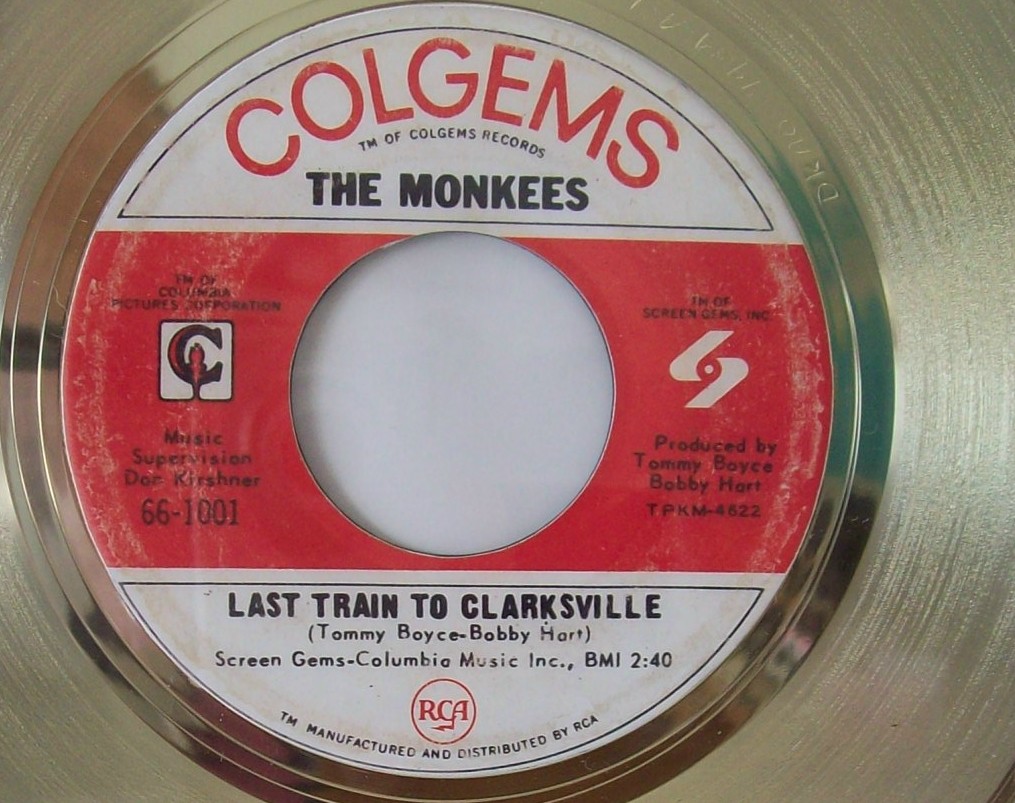 COLGEMS
TM OF COLGEMS RECORDS
THE MONKEES
TM OF
COLUMBIA
PICTURES CORPORATION
Music
Supervision
Don Kirshner
66-1001
TM OF
SCREEN GEMS, INC.
Produced by
Tommy Boyce
Bobby Hart
TPKM-4622
LAST TRAIN TO CLARKSVILLE
(Tommy Boyce-Bobby Hart)
Screen Gems-Columbia Music Inc., BMI 2:40
RCA
TM MANUFACTURED AND DISTRIBUTED BY RCA